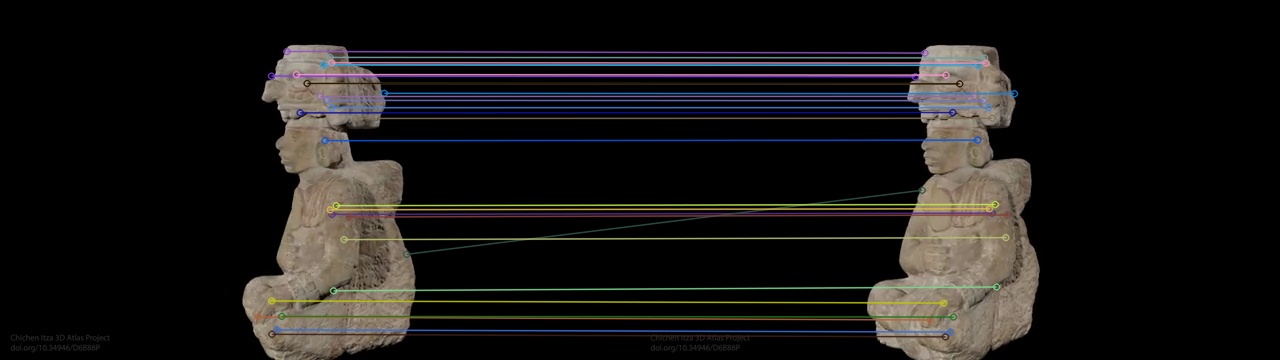 Chichen Itza 3D Atlas Project
doi.org/10.34946/D6B88P
Chichen Itza 3D Atlas Project
doi.org/10.34946/D6B88P